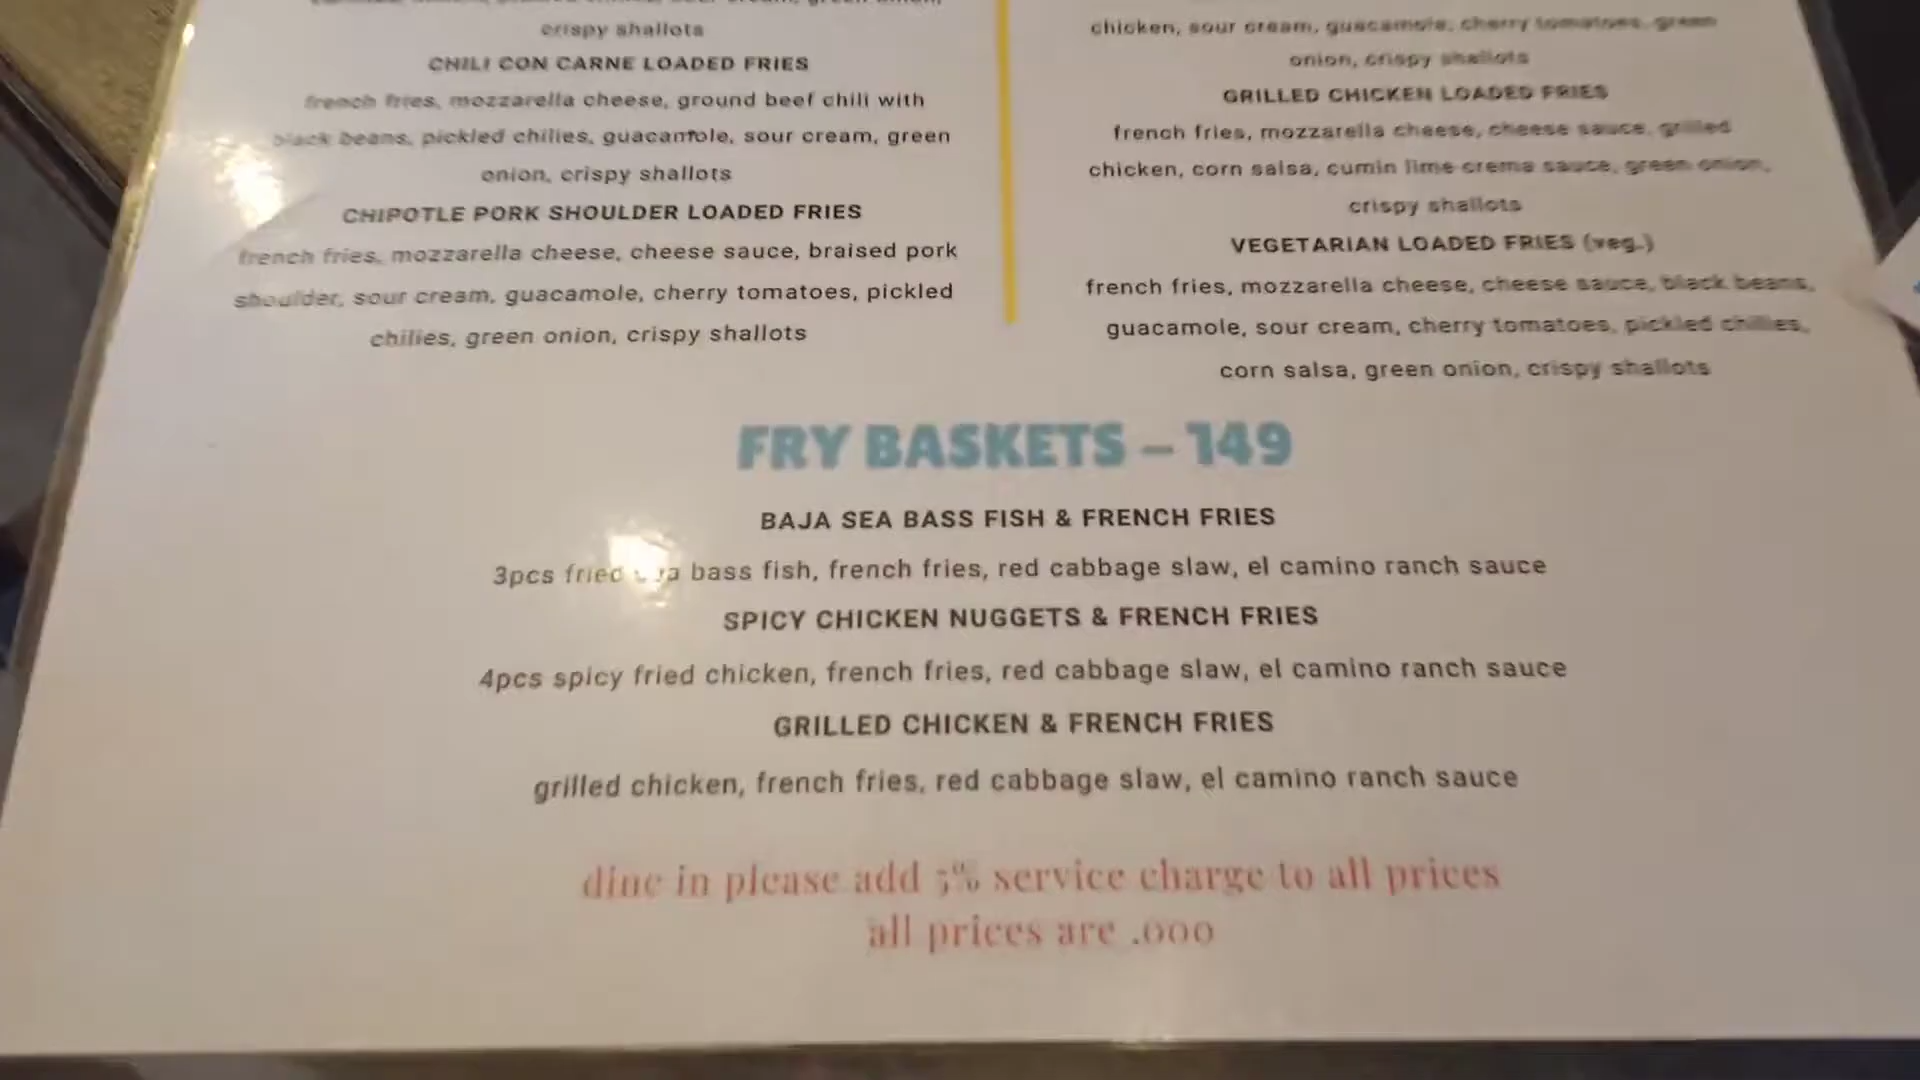 crispy shallots
CHILI CON CARNE LOADED FRIES
french fries, mozzarella cheese, ground beef chili with
black beans, pickled chilies, guacamole, sour cream, green
onion, crispy shallots
CHIPOTLE PORK SHOULDER LOADED FRIES
french fries, mozzarella cheese, cheese sauce, braised pork
shoulder, sour cream, guacamole, cherry tomatoes, pickled
chilies, green onion, crispy shallots
chicken, sour cream, guacamole, cherry tomatoes, green
onion, crispy shallots
GRILLED CHICKEN LOADED FRIES
french fries, mozzarella cheese, cheese sauce, grilled
chicken, corn salsa, cumin lime crema sauce, green onion,
crispy shallots
VEGETARIAN LOADED FRIES (veg.)
french fries, mozzarella cheese, cheese sauce, black beans,
guacamole, sour cream, cherry tomatoes, pickled chilies,
corn salsa, green onion, crispy shallots
FRY BASKETS – 149
BAJA SEA BASS FISH & FRENCH FRIES
3pcs fried bass fish, french fries, red cabbage slaw, el camino ranch sauce
SPICY CHICKEN NUGGETS & FRENCH FRIES
4pcs spicy fried chicken, french fries, red cabbage slaw, el camino ranch sauce
GRILLED CHICKEN & FRENCH FRIES
grilled chicken, french fries, red cabbage slaw, el camino ranch sauce
dine in please add 5% service charge to all prices
all prices are .000